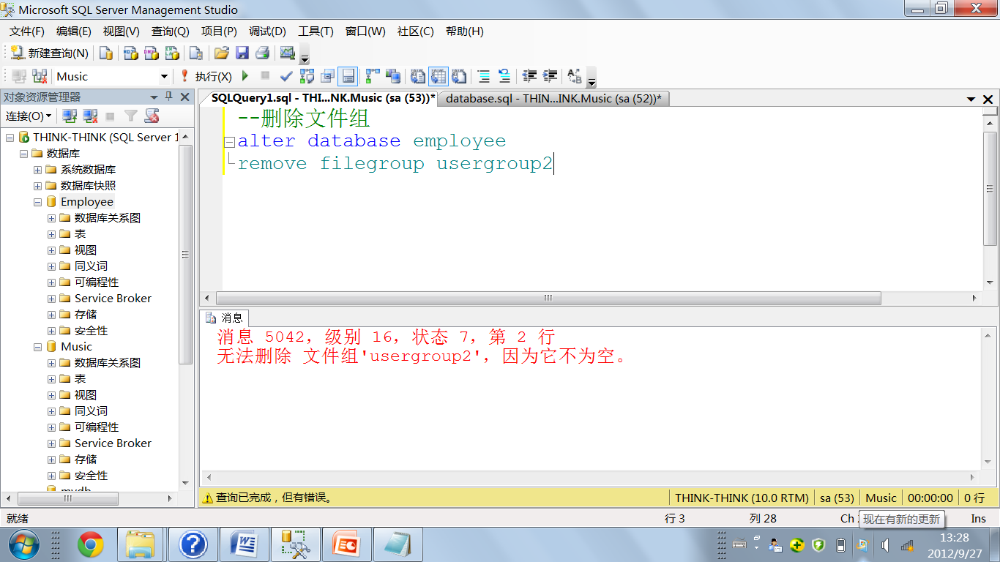 Microsoft SQL Server Management Studio
文件(F) 编辑(E) 视图(V) 查询(Q) 项目(P) 调试(D) 工具(T) 窗口(W) 社区(C) 帮助(H)
新建查询(N)
Music 执行(X)
对象资源管理器
连接(O)
THINK-THINK (SQL Server 1
数据库
系统数据库
数据库快照
Employee
数据库关系图
表
视图
同义词
可编程性
Service Broker
存储
安全性
Music
数据库关系图
表
视图
同义词
可编程性
Service Broker
存储
安全性
mydb
SQLQuery1.sql - THI...NK.Music (sa (53))* database.sql - THIN...INK.Music (sa (52))*
--删除文件组
alter database employee
remove filegroup usergroup2
消息
消息 5042，级别 16，状态 7，第 2 行
无法删除 文件组'usergroup2'，因为它不为空。
查询已完成，但有错误。 THINK-THINK (10.0 RTM) sa (53) Music 00:00:00 0 行
就绪 行 3 列 28 Ch Ins
现在有新的更新
13:28
2012/9/27